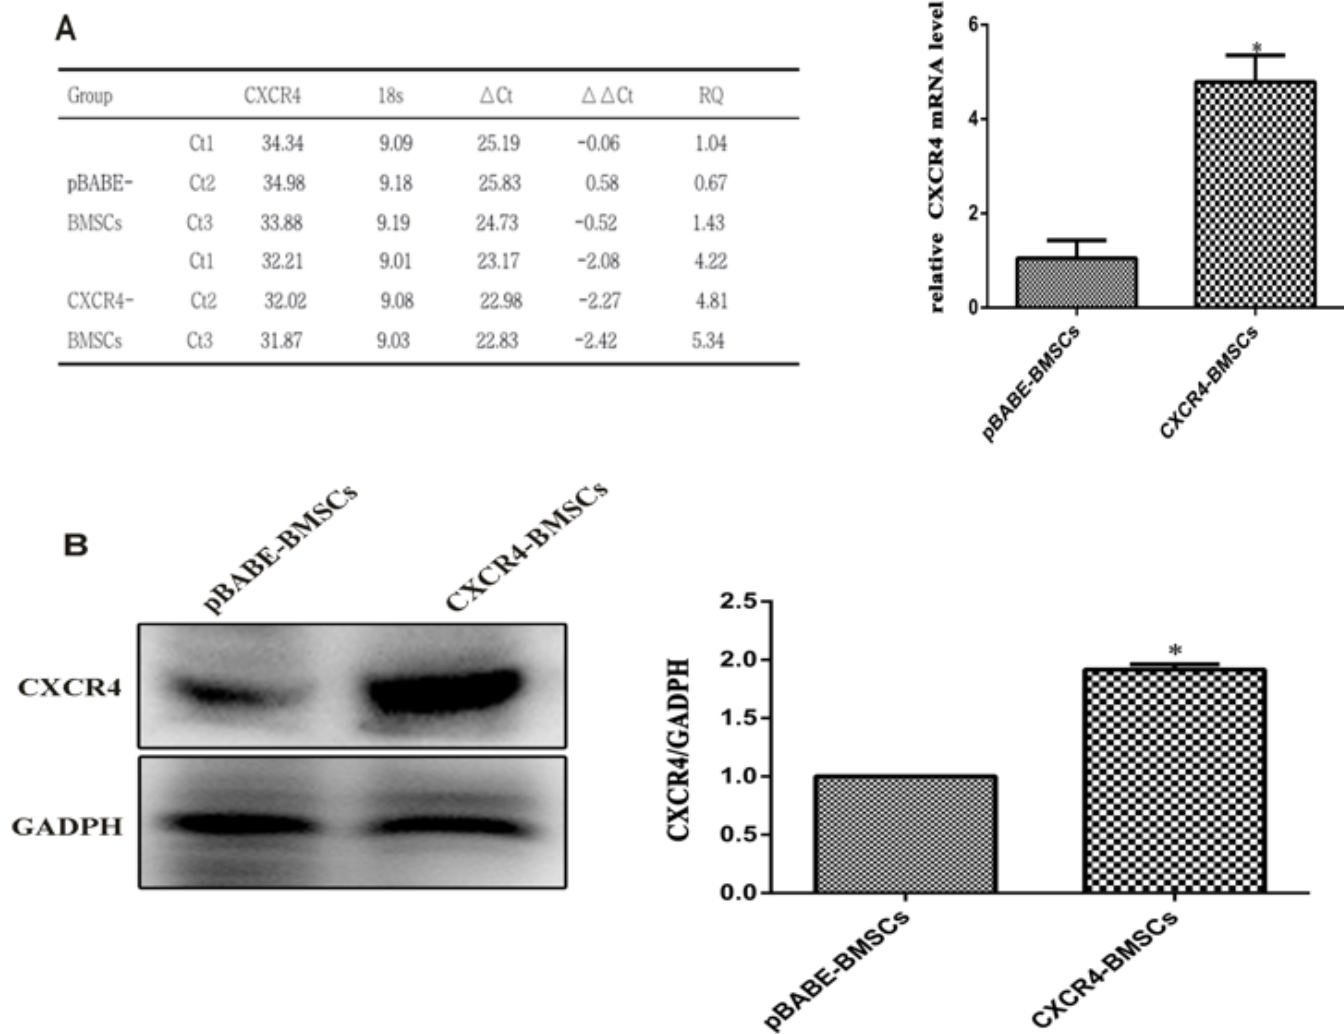 A
Group CXCR4 18s △Ct △△Ct RQ
Ct1 34.34 9.09 25.19 -0.06 1.04
pBABE- Ct2 34.98 9.18 25.83 0.58 0.67
BMSCs Ct3 33.88 9.19 24.73 -0.52 1.43
Ct1 32.21 9.01 23.17 -2.08 4.22
CXCR4- Ct2 32.02 9.08 22.98 -2.27 4.81
BMSCs Ct3 31.87 9.03 22.83 -2.42 5.34
relative CXCR4 mRNA level
6
4
2
0
*
pBABE-BMSCs
CXCR4-BMSCs
B
pBABE-BMSCs
CXCR4-BMSCs
CXCR4
GADPH
CXCR4/GADPH
2.5
2.0
1.5
1.0
0.5
0.0
*
pBABE-BMSCs
CXCR4-BMSCs